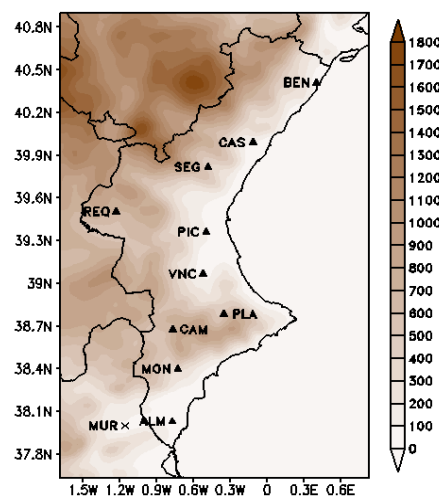 40.8N
40.5N
40.2N
39.9N
39.6N
39.3N
39N
38.7N
38.4N
38.1N
37.8N
BEN
CAS
SEG
REQ
PIC
VNC
PLA
CAM
MON
MUR
ALM
1.5W 1.2W 0.9W 0.6W 0.3W 0 0.3E 0.6E
1800
1700
1600
1500
1400
1300
1200
1100
1000
900
800
700
600
500
400
300
200
100
0